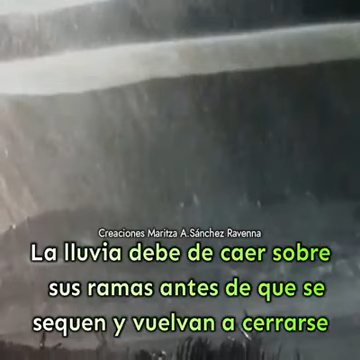 Creaciones Maritza A.Sánchez Ravenna
La lluvia debe de caer sobre
sus ramas antes de que se
sequen y vuelvan a cerrarse